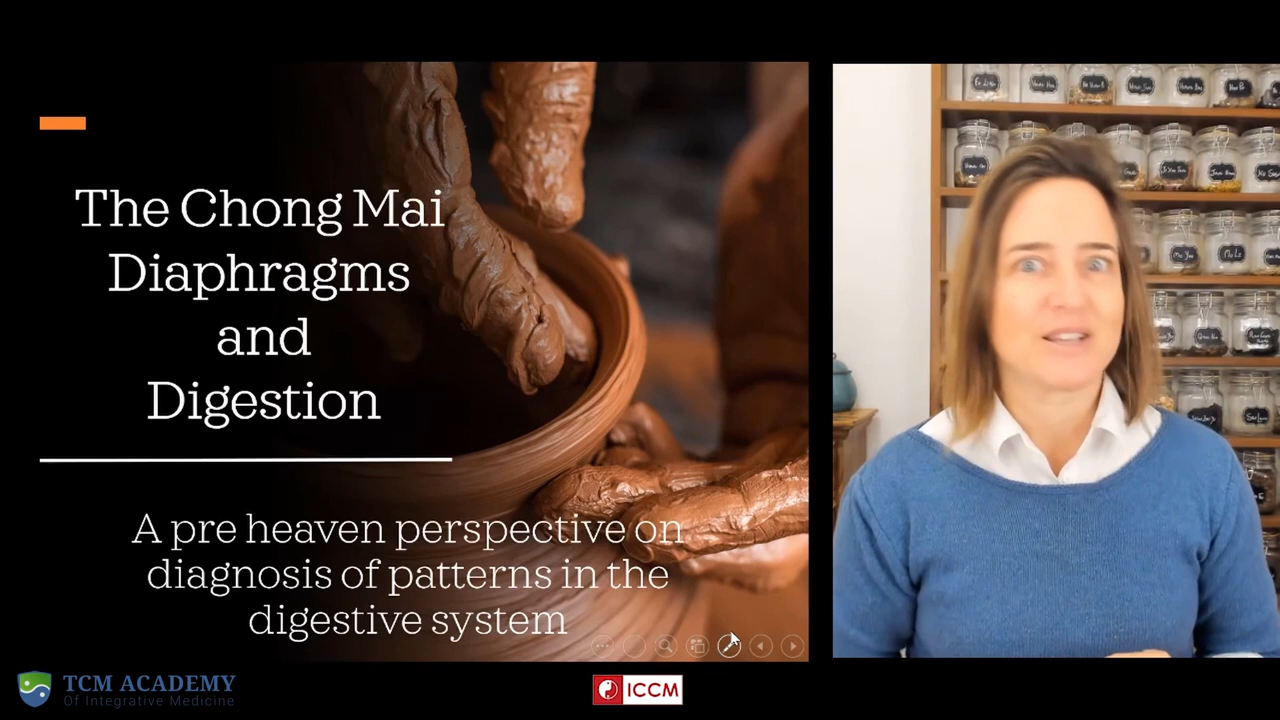 The Chong Mai
Diaphragms
and
Digestion
A pre heaven perspective on
diagnosis of patterns in the
digestive system
TCM ACADEMY
Of Integrative Medicine
ICCM